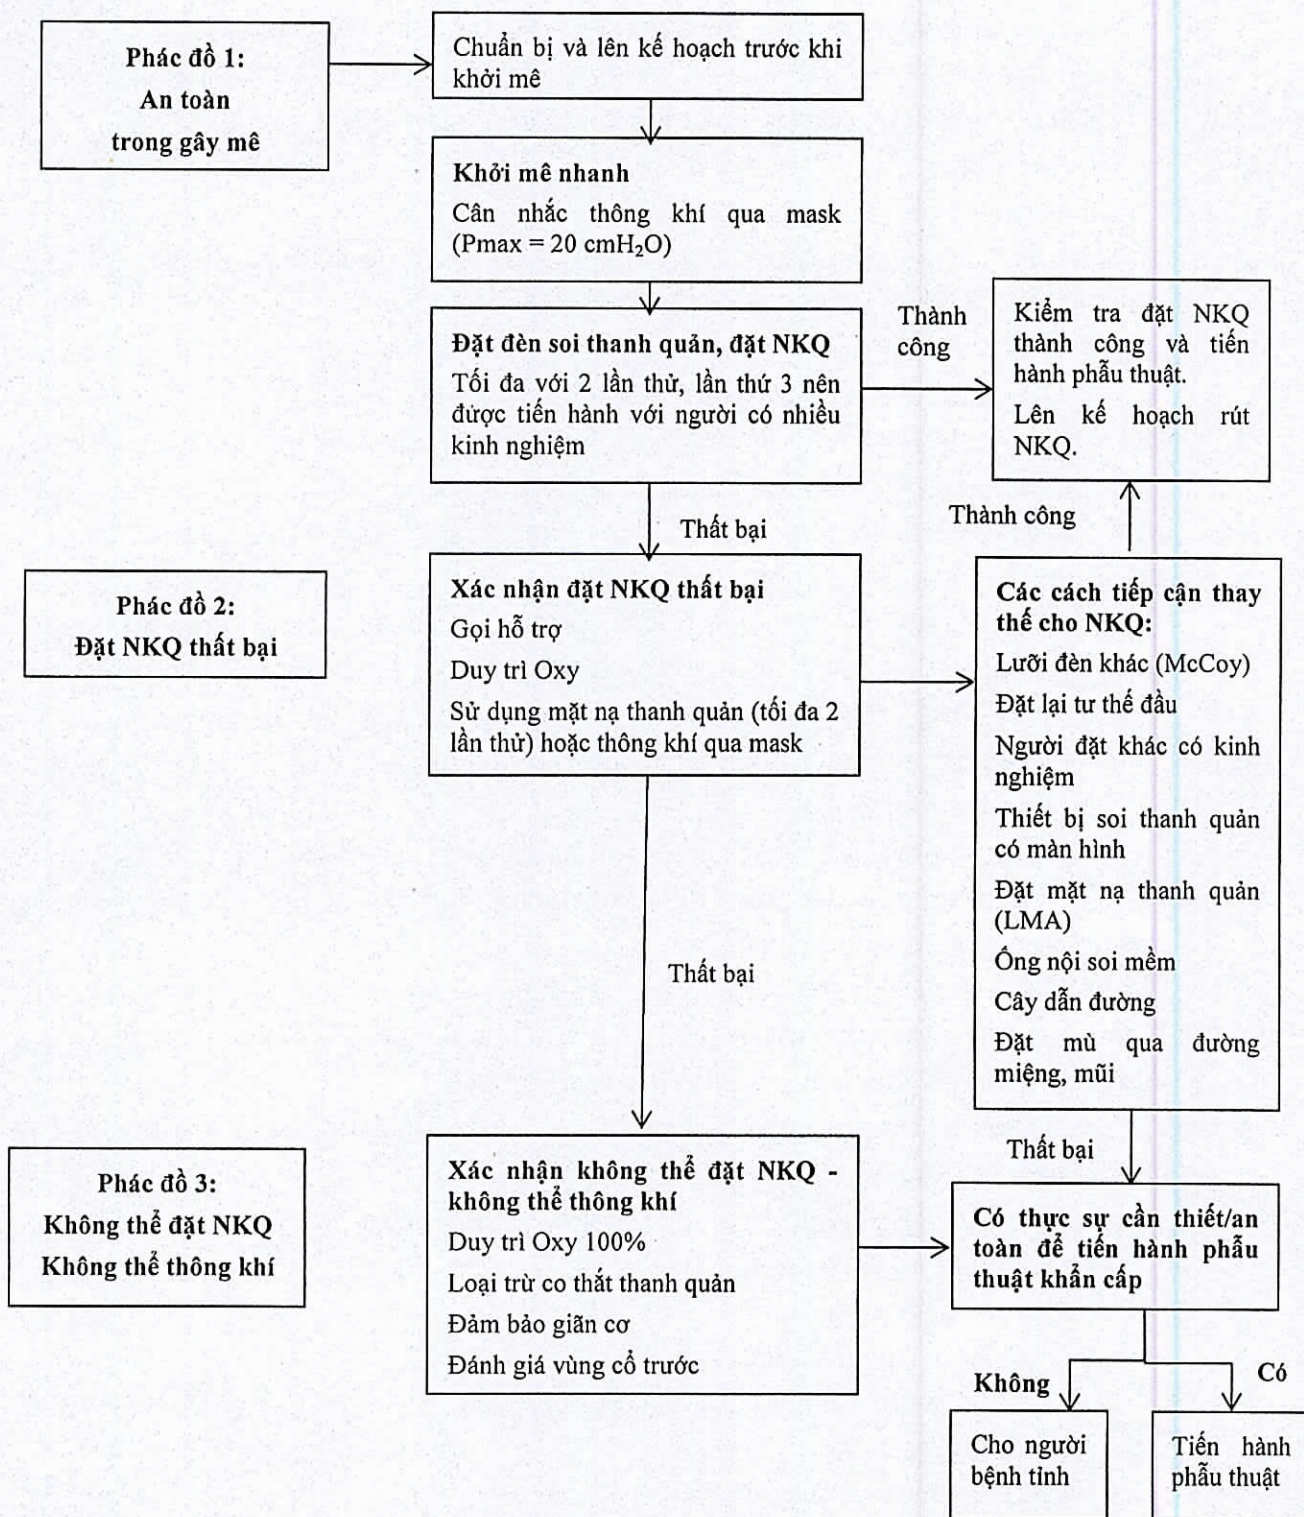 Phác đồ 1:
An toàn
trong gây mê
Chuẩn bị và lên kế hoạch trước khi
khởi mê
Khởi mê nhanh
Cân nhắc thông khí qua mask
(Pmax = 20 cmH₂O)
Đặt đèn soi thanh quản, đặt NKQ
Tối đa với 2 lần thử, lần thứ 3 nên
được tiến hành với người có nhiều
kinh nghiệm
Thành
công
Kiểm tra đặt NKQ
thành công và tiến
hành phẫu thuật.
Lên kế hoạch rút
NKQ.
Thất bại
Thành công
Phác đồ 2:
Đặt NKQ thất bại
Xác nhận đặt NKQ thất bại
Gọi hỗ trợ
Duy trì Oxy
Sử dụng mặt nạ thanh quản (tối đa 2
lần thử) hoặc thông khí qua mask
Các cách tiếp cận thay
thế cho NKQ:
Lưỡi đèn khác (McCoy)
Đặt lại tư thế đầu
Người đặt khác có kinh
nghiệm
Thiết bị soi thanh quản
có màn hình
Đặt mặt nạ thanh quản
(LMA)
Ống nội soi mềm
Cây dẫn đường
Đặt mù qua đường
miệng, mũi
Thất bại
Thất bại
Phác đồ 3:
Không thể đặt NKQ
Không thể thông khí
Xác nhận không thể đặt NKQ -
không thể thông khí
Duy trì Oxy 100%
Loại trừ co thắt thanh quản
Đảm bảo giãn cơ
Đánh giá vùng cổ trước
Có thực sự cần thiết/an
toàn để tiến hành phẫu
thuật khẩn cấp
Không
Có
Cho người
bệnh tỉnh
Tiến hành
phẫu thuật